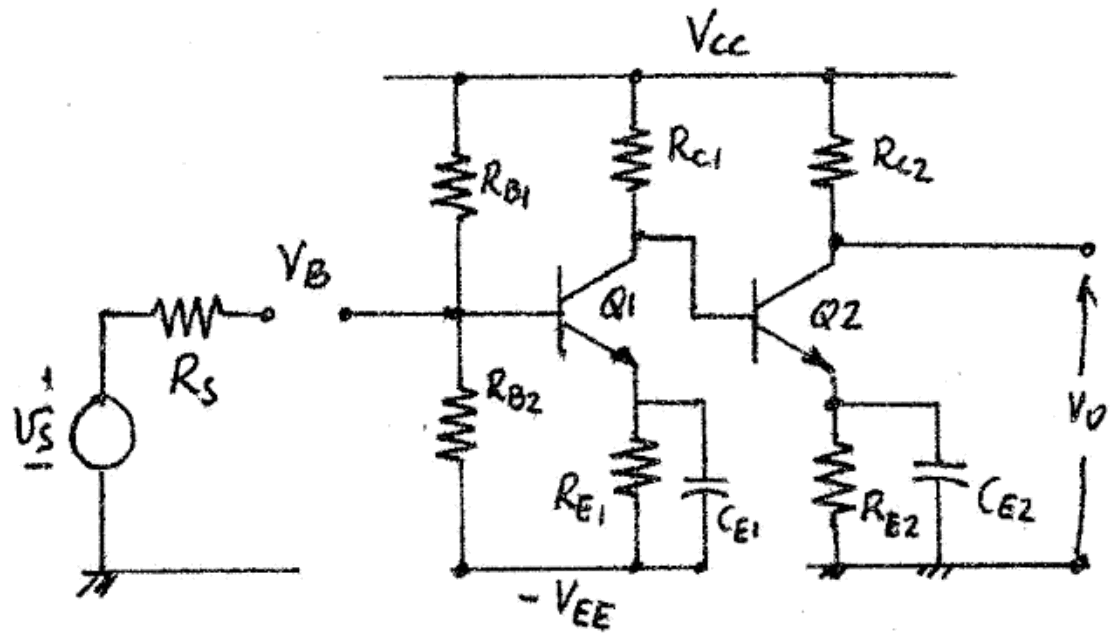 Vcc
RB1
RC1
RC2
VB
Q1
Q2
RS
+
VS
-
RB2
RE1
CE1
RE2
CE2
VO
- VEE